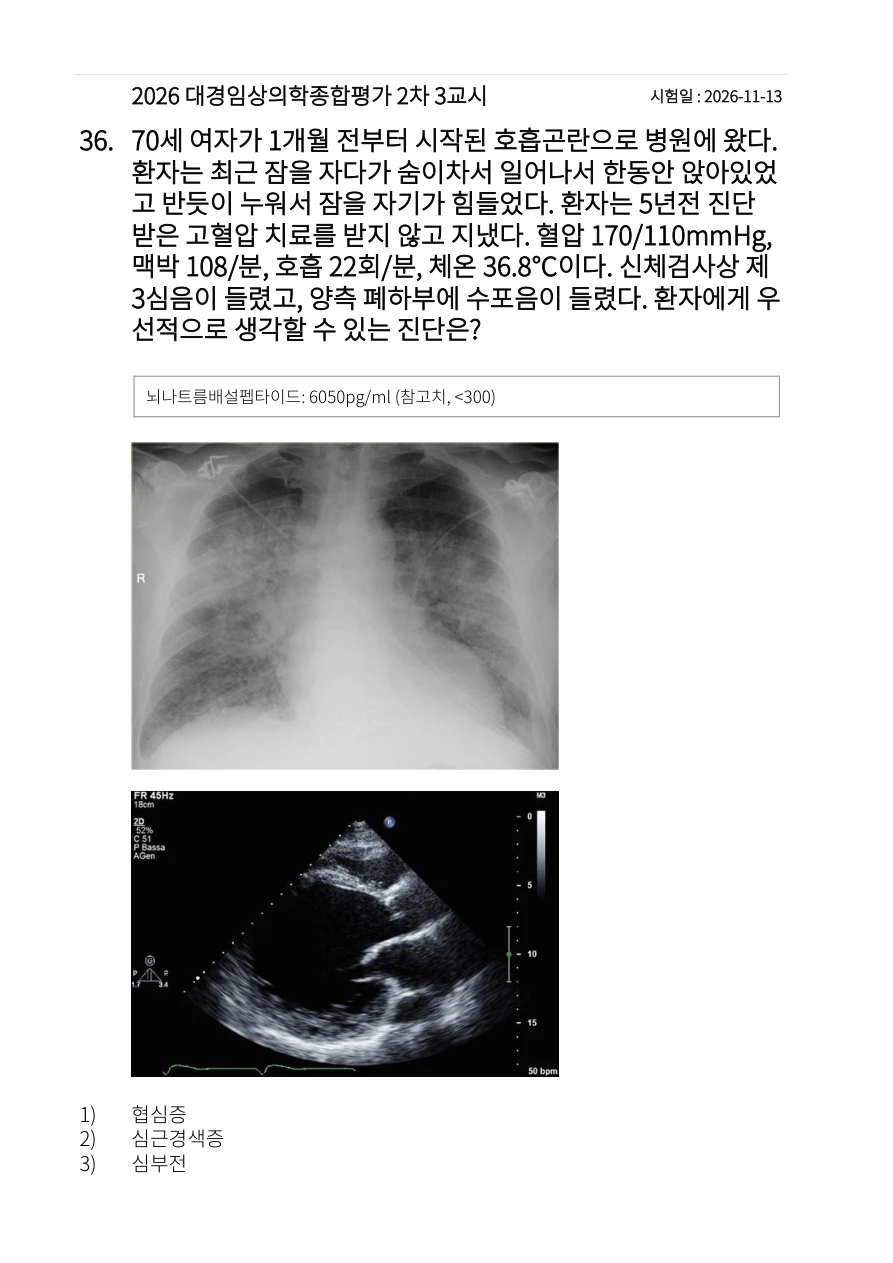 2026 대경임상의학종합평가 2차 3교시
시험일 : 2026-11-13
36. 70세 여자가 1개월 전부터 시작된 호흡곤란으로 병원에 왔다.
환자는 최근 잠을 자다가 숨이차서 일어나서 한동안 앉아있었
고 반듯이 누워서 잠을 자기가 힘들었다. 환자는 5년전 진단
받은 고혈압 치료를 받지 않고 지냈다. 혈압 170/110mmHg,
맥박 108/분, 호흡 22회/분, 체온 36.8℃이다. 신체검사상 제
3심음이 들렸고, 양측 폐하부에 수포음이 들렸다. 환자에게 우
선적으로 생각할 수 있는 진단은?
뇌나트륨배설펩타이드: 6050pg/ml (참고치, <300)
R
FR 45Hz
18cm
2D
52%
C 51
P Bassa
AGen
M3
0
5
10
15
G
P R
1.7 3.4
50 bpm
1) 협심증
2) 심근경색증
3) 심부전